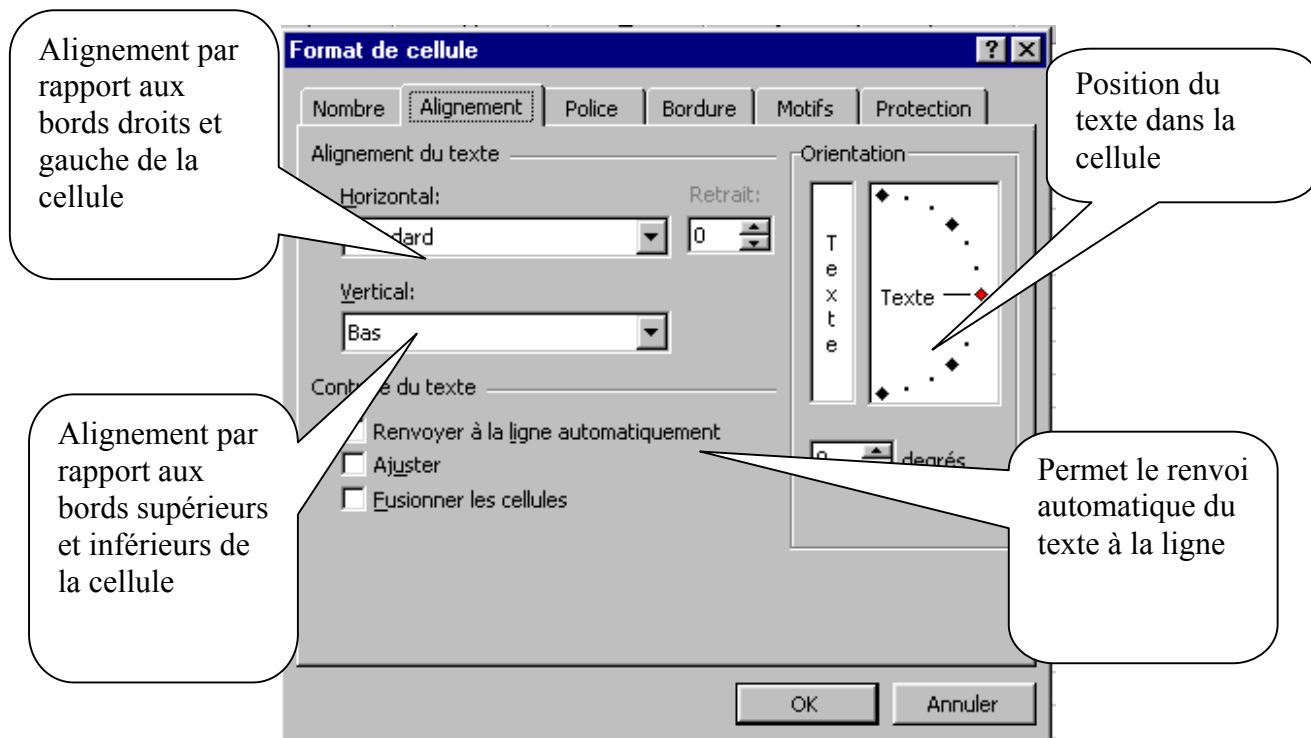 Alignement par
rapport aux
bords droits et
gauche de la
cellule
Format de cellule
Position du
texte dans la
cellule
Nombre
Alignement
Police
Bordure
Motifs
Protection
Alignement du texte
Horizontal:
Retrait:
0
Vertical:
Bas
Orientation
Texte
Texte
degrés
du texte
Renvoyer à la ligne automatiquement
Ajuster
Fusionner les cellules
Alignement par
rapport aux
bords supérieurs
et inférieurs de
la cellule
Permet le renvoi
automatique du
texte à la ligne
OK
Annuler